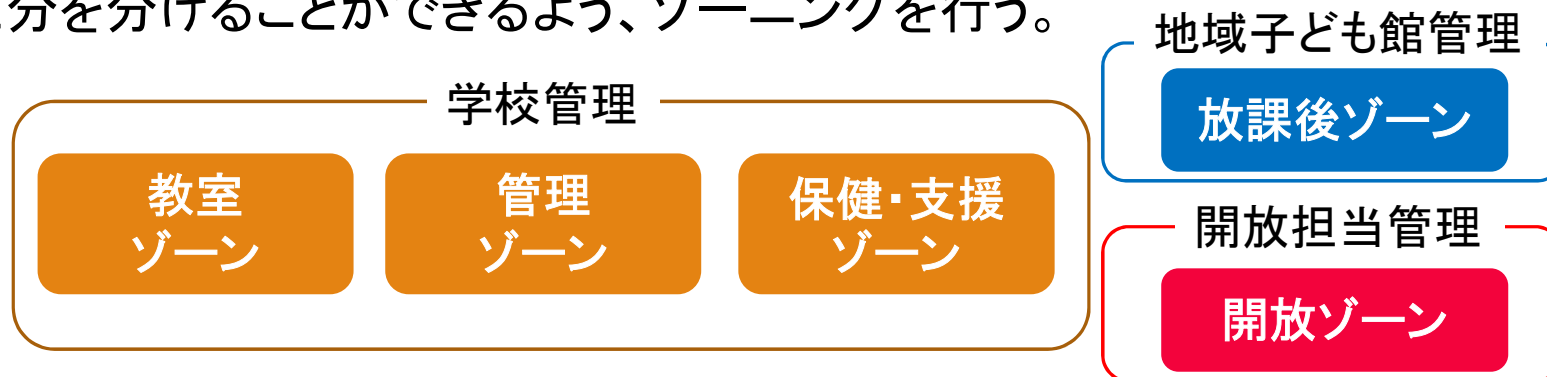 分を分けることができるよう、ゾーニングを行う。
地域子ども館管理
放課後ゾーン
学校管理
教室
ゾーン
管理
ゾーン
保健・支援
ゾーン
開放担当管理
開放ゾーン